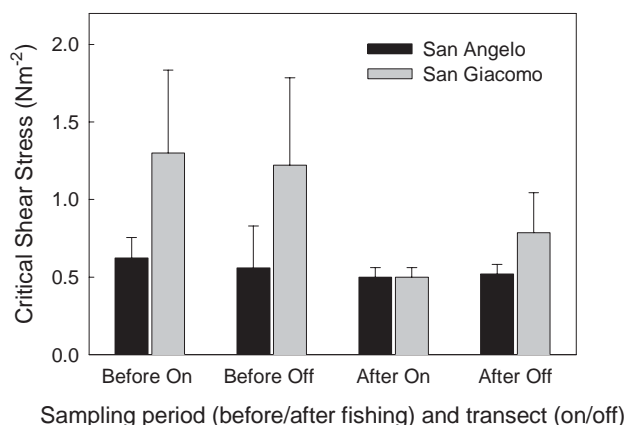 2.0
1.5
1.0
0.5
0.0
Critical Shear Stress (Nm⁻²)
San Angelo
San Giacomo
Before On Before Off After On After Off
Sampling period (before/after fishing) and transect (on/off)